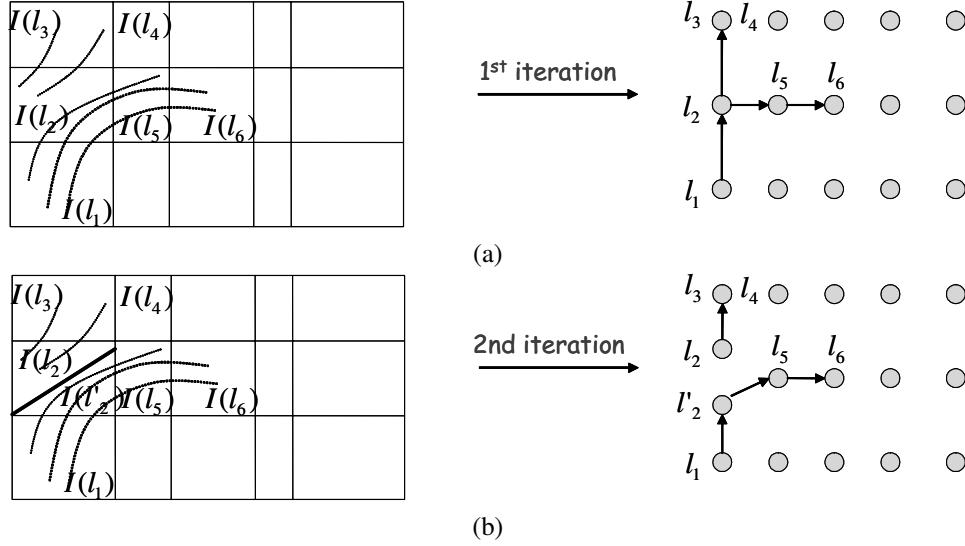 I(l₃) I(l₄)
I(l₂) I(l₅) I(l₆)
I(l₁)
1st iteration
l₃ l₄
l₅ l₆
l₂
l₁
(a)
I(l₃) I(l₄)
I(l₂)
I(l'₂) I(l₅) I(l₆)
I(l₁)
2nd iteration
l₃ l₄
l₂
l₅ l₆
l'₂
l₁
(b)